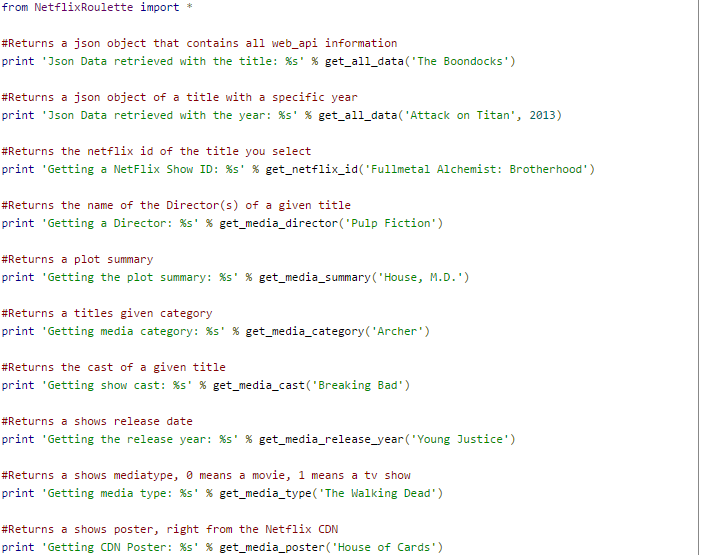 from NetflixRoulette import *
#Returns a json object that contains all web_api information
print 'Json Data retrieved with the title: %s' % get_all_data('The Boondocks')
#Returns a json object of a title with a specific year
print 'Json Data retrieved with the year: %s' % get_all_data('Attack on Titan', 2013)
#Returns the netflix id of the title you select
print 'Getting a NetFlix Show ID: %s' % get_netflix_id('Fullmetal Alchemist: Brotherhood')
#Returns the name of the Director(s) of a given title
print 'Getting a Director: %s' % get_media_director('Pulp Fiction')
#Returns a plot summary
print 'Getting the plot summary: %s' % get_media_summary('House, M.D.')
#Returns a titles given category
print 'Getting media category: %s' % get_media_category('Archer')
#Returns the cast of a given title
print 'Getting show cast: %s' % get_media_cast('Breaking Bad')
#Returns a shows release date
print 'Getting the release year: %s' % get_media_release_year('Young Justice')
#Returns a shows mediatype, 0 means a movie, 1 means a tv show
print 'Getting media type: %s' % get_media_type('The Walking Dead')
#Returns a shows poster, right from the Netflix CDN
print 'Getting CDN Poster: %s' % get_media_poster('House of Cards')